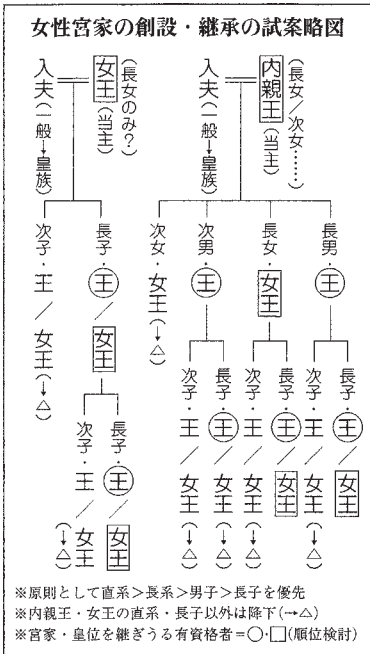 女性宮家の創設・継承の試案略図
(長女／次女……)
内親王
(当主)
入夫(一般→皇族)
長男・王
長女・女王
次男・王
次女・女王(→△)
長子・王／女王
次子・王／女王(→△)
長子・王／女王
次子・王／女王(→△)
長子・王／女王(→△)
次子・王／女王(→△)
(長女のみ？)
女王
(当主)
入夫(一般→皇族)
長子・王／女王
次子・王／女王(→△)
長子・王／女王
次子・王／女王(→△)
※原則として直系＞長系＞男子＞長子を優先
※内親王・女王の直系・長子以外は降下(→△)
※宮家・皇位を継ぎうる有資格者＝○・□(順位検討)